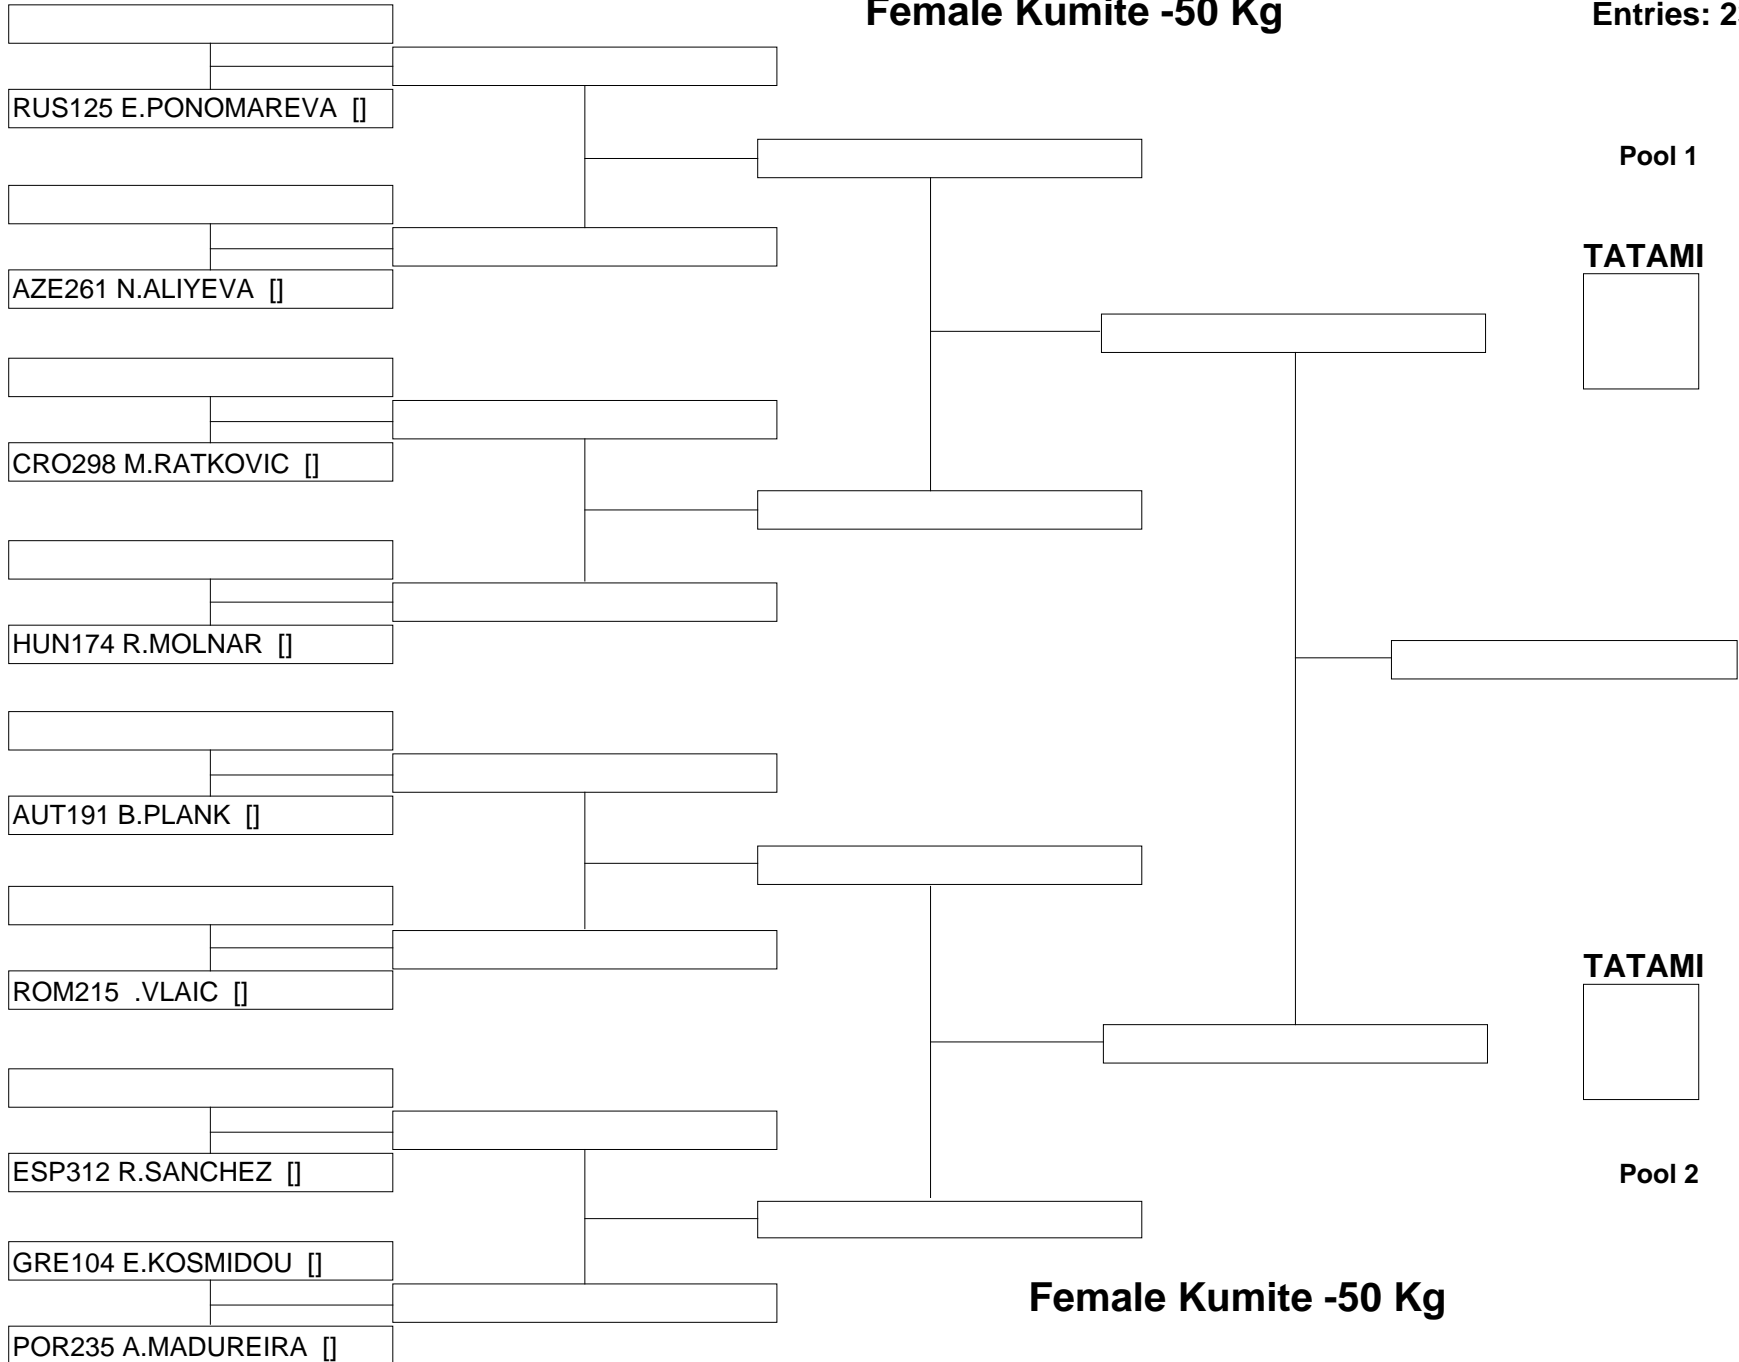 Female Kumite -50 Kg
Entries: 2
RUS125 E.PONOMAREVA []
Pool 1
TATAMI
AZE261 N.ALIYEVA []
CRO298 M.RATKOVIC []
HUN174 R.MOLNAR []
AUT191 B.PLANK []
TATAMI
ROM215 .VLAIC []
ESP312 R.SANCHEZ []
Pool 2
GRE104 E.KOSMIDOU []
Female Kumite -50 Kg
POR235 A.MADUREIRA []